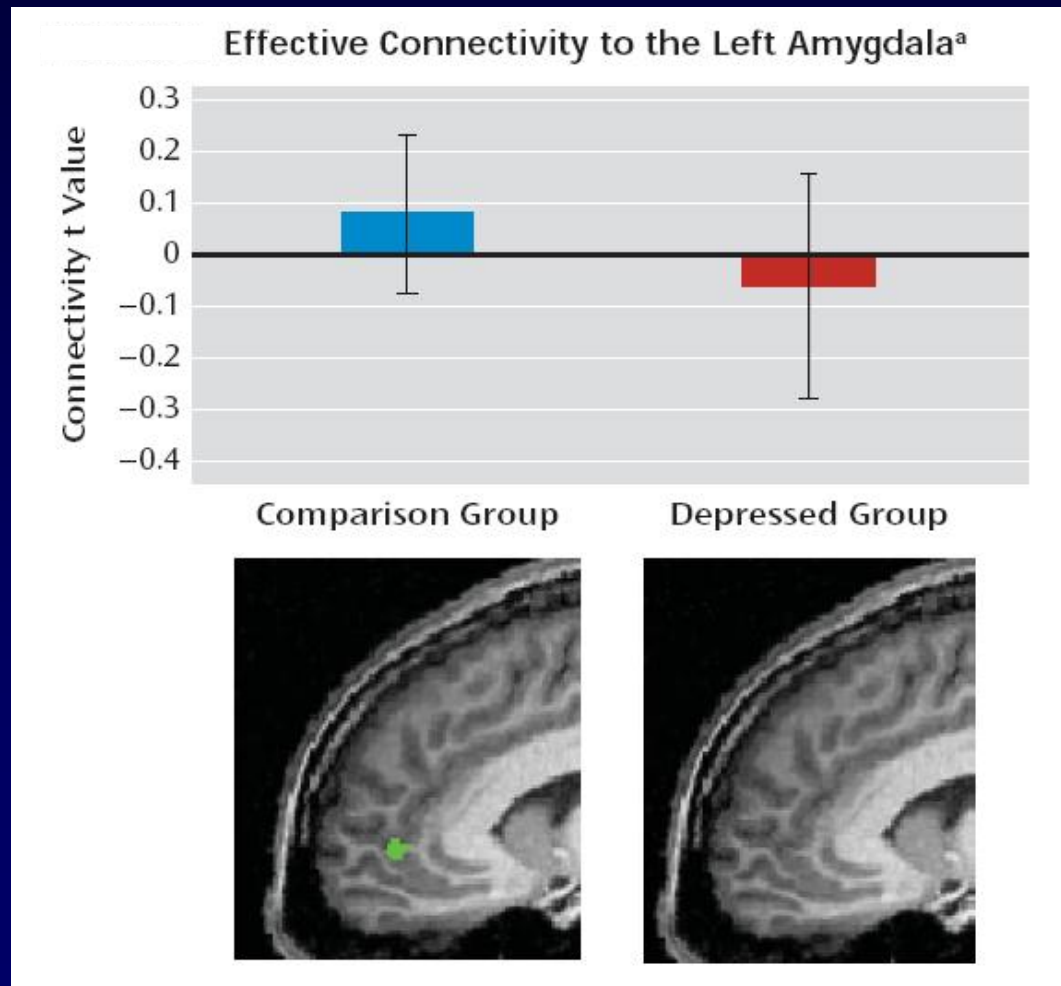 Effective Connectivity to the Left Amygdalaᵃ
Connectivity t Value
0.3
0.2
0.1
0
−0.1
−0.2
−0.3
−0.4
Comparison Group
Depressed Group